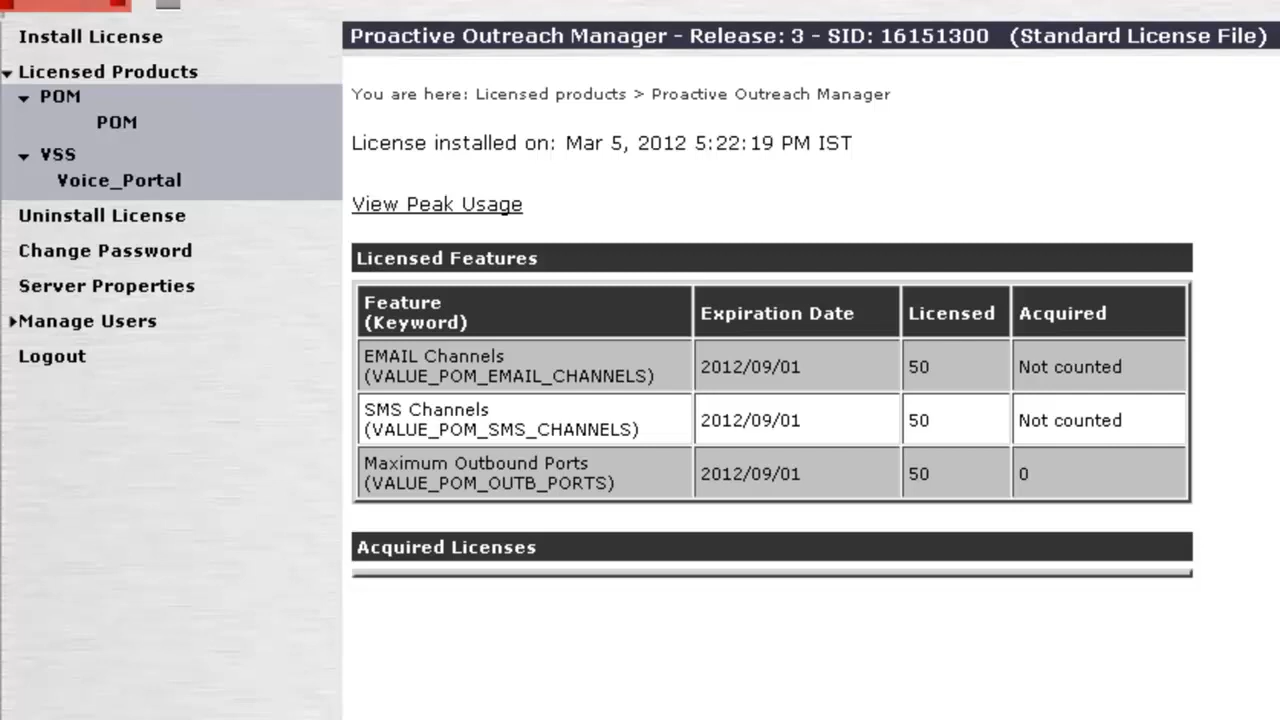 Install License
Licensed Products
POM
POM
VSS
Voice_Portal
Uninstall License
Change Password
Server Properties
Manage Users
Logout
Proactive Outreach Manager - Release: 3 - SID: 16151300 (Standard License File)
You are here: Licensed products > Proactive Outreach Manager
License installed on: Mar 5, 2012 5:22:19 PM IST
View Peak Usage
Licensed Features
Feature (Keyword) Expiration Date Licensed Acquired
EMAIL Channels (VALUE_POM_EMAIL_CHANNELS) 2012/09/01 50 Not counted
SMS Channels (VALUE_POM_SMS_CHANNELS) 2012/09/01 50 Not counted
Maximum Outbound Ports (VALUE_POM_OUTB_PORTS) 2012/09/01 50 0
Acquired Licenses